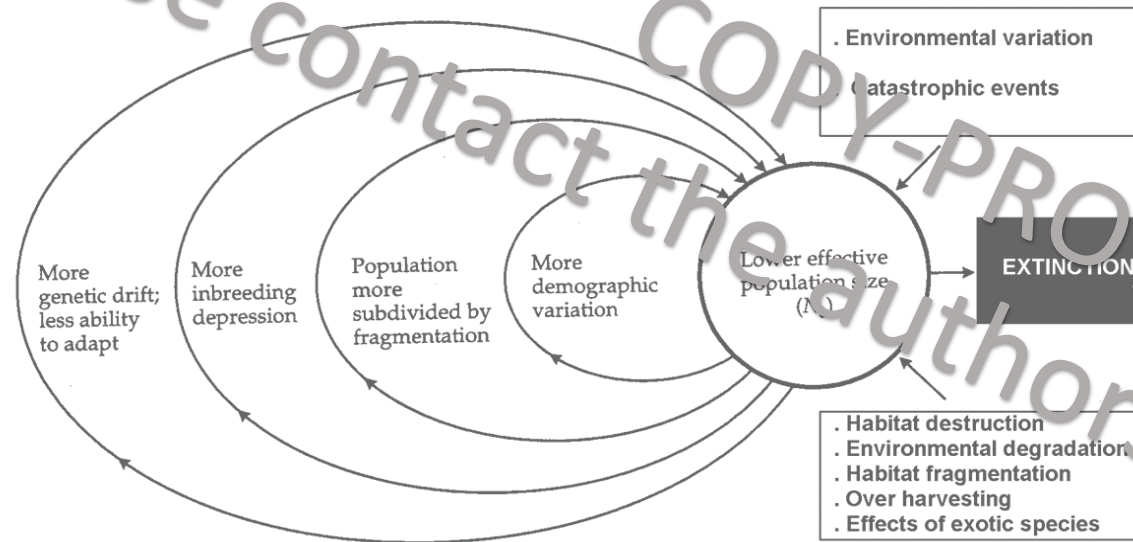 se contact the author
COPY-PRO
. Environmental variation
. Catastrophic events
More
genetic drift;
less ability
to adapt
More
inbreeding
depression
Population
more
subdivided by
fragmentation
More
demographic
variation
Lower effective
population size
EXTINCTION
. Habitat destruction
. Environmental degradation
. Habitat fragmentation
. Over harvesting
. Effects of exotic species